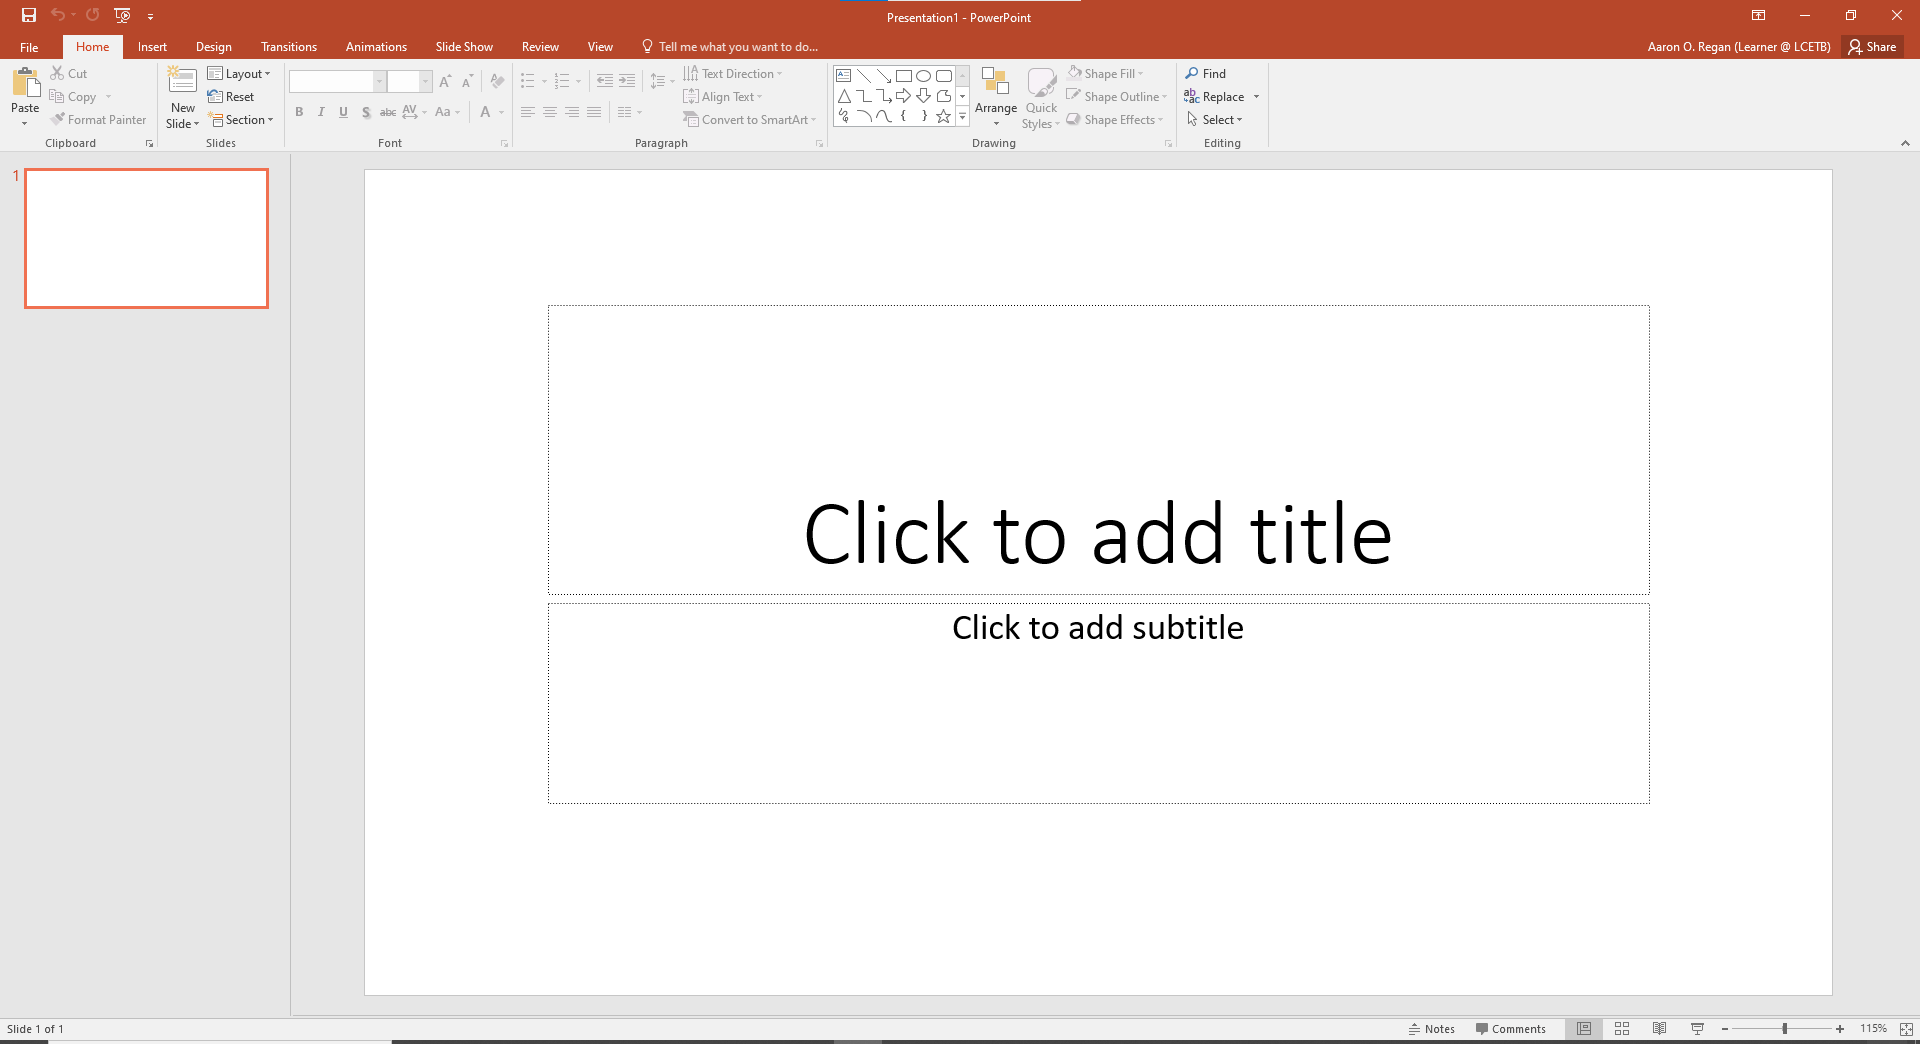 Presentation1 - PowerPoint
File Home Insert Design Transitions Animations Slide Show Review View Tell me what you want to do... Aaron O. Regan (Learner @ LCETB) Share
Paste
Cut
Copy
Format Painter
Clipboard
New
Slide
Layout
Reset
Section
Slides
B I U S abc AV Aa A
Font
Text Direction
Align Text
Convert to SmartArt
Paragraph
Arrange
Quick
Styles
Shape Fill
Shape Outline
Shape Effects
Drawing
Find
Replace
Select
Editing
1
Click to add title
Click to add subtitle
Slide 1 of 1 Notes Comments 115%